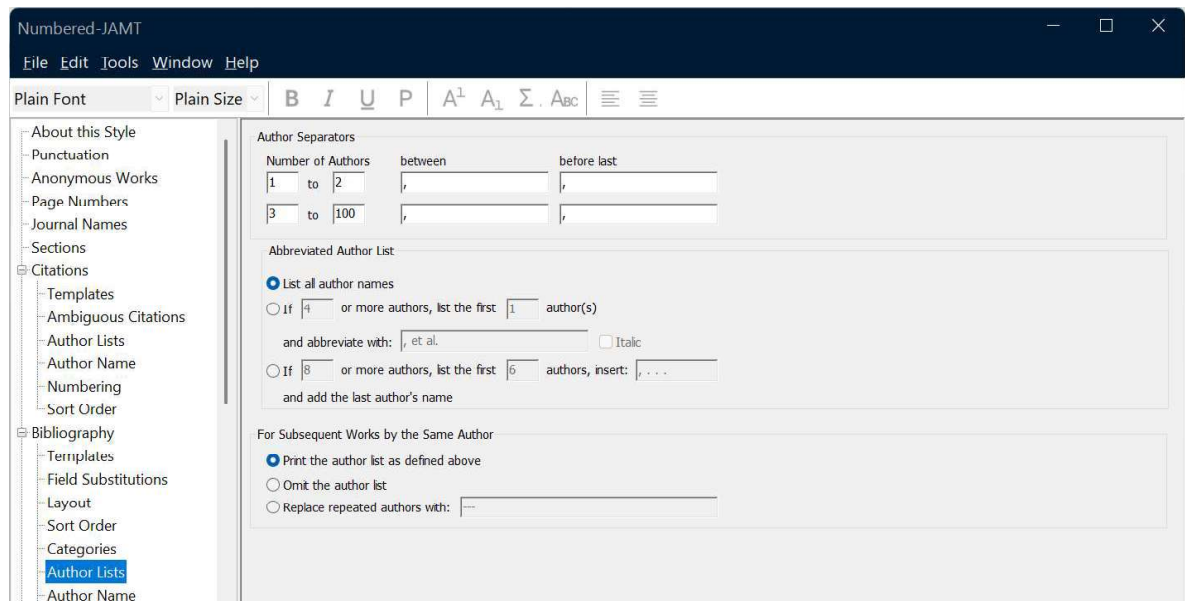 Numbered-JAMT
File Edit Tools Window Help
Plain Font Plain Size B I U P A¹ A₁ Σ. ABC
About this Style
Punctuation
Anonymous Works
Page Numbers
Journal Names
Sections
Citations
Templates
Ambiguous Citations
Author Lists
Author Name
Numbering
Sort Order
Bibliography
Templates
Field Substitutions
Layout
Sort Order
Categories
Author Lists
Author Name
Author Separators
Number of Authors between before last
1 to 2 , ,
3 to 100 , ,
Abbreviated Author List
List all author names
If 4 or more authors, list the first 1 author(s)
and abbreviate with: , et al. Italic
If 8 or more authors, list the first 6 authors, insert: , . . .
and add the last author's name
For Subsequent Works by the Same Author
Print the author list as defined above
Omit the author list
Replace repeated authors with: ---